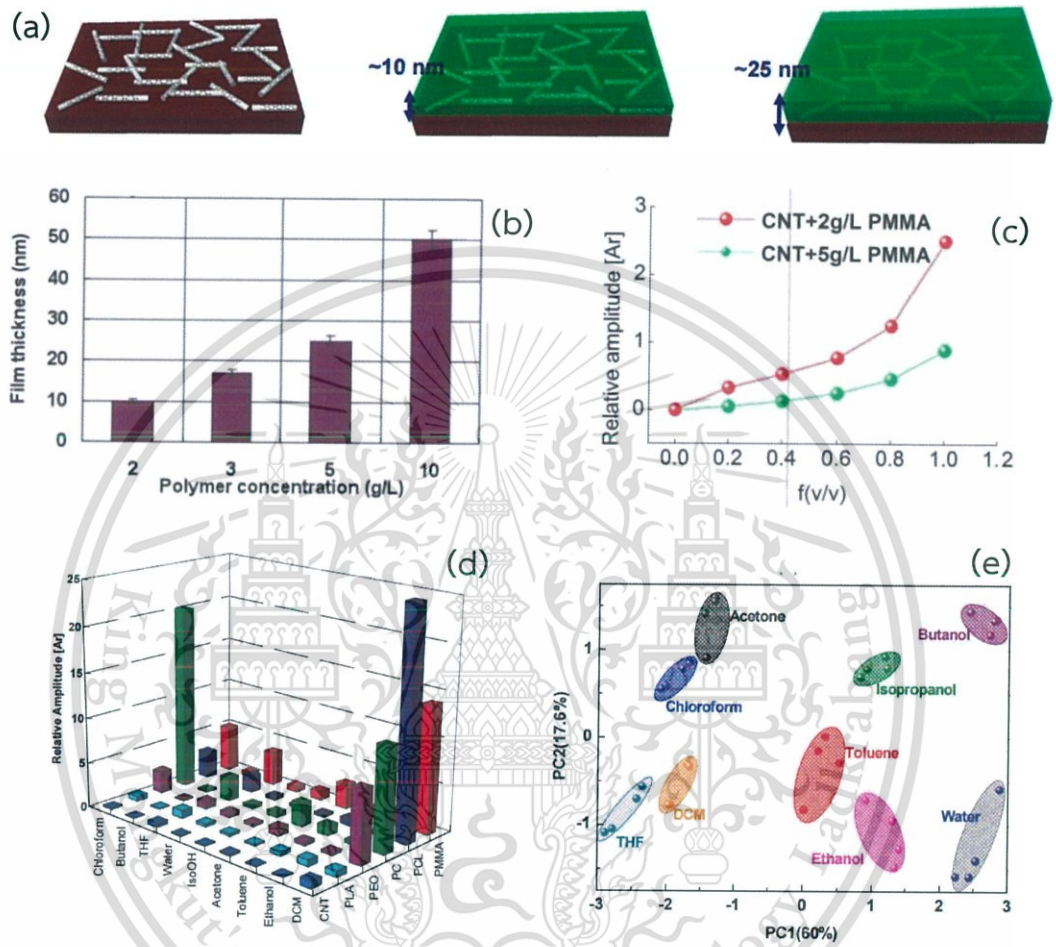 (a)
~10 nm
~25 nm
(b)
Film thickness (nm)
60
50
40
30
20
10
0
2 3 5 10
Polymer concentration (g/L)
(c)
CNT+2g/L PMMA
CNT+5g/L PMMA
Relative amplitude [Ar]
3
2
1
0
0.0 0.2 0.4 0.6 0.8 1.0 1.2
f(v/v)
(d)
Relative Amplitude [Ar]
25
20
15
10
5
0
Chloroform
Butanol
THF
Water
IsoOH
Acetone
Toluene
Ethanol
DCM
CNT
PLA
PEO
PC
PCL
PMMA
(e)
PC2(17.6%)
1
0
-1
Acetone
Butanol
Chloroform
Isopropanol
Toluene
THF
DCM
Water
Ethanol
-3 -2 -1 0 1 2 3
PC1(60%)
King Mongkut's